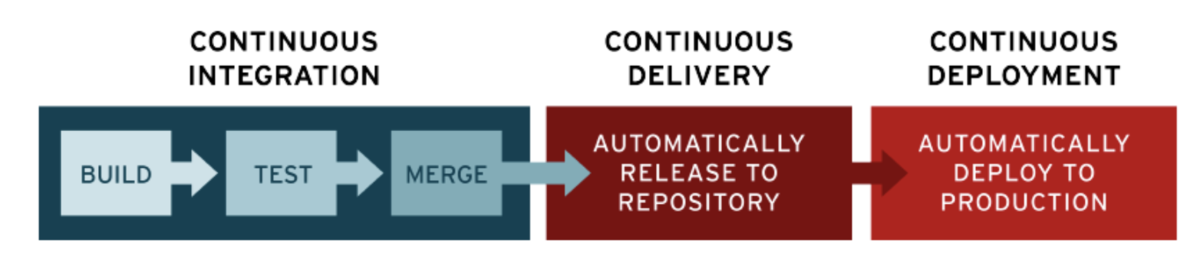 CONTINUOUS
INTEGRATION
BUILD
TEST
MERGE
CONTINUOUS
DELIVERY
AUTOMATICALLY
RELEASE TO
REPOSITORY
CONTINUOUS
DEPLOYMENT
AUTOMATICALLY
DEPLOY TO
PRODUCTION